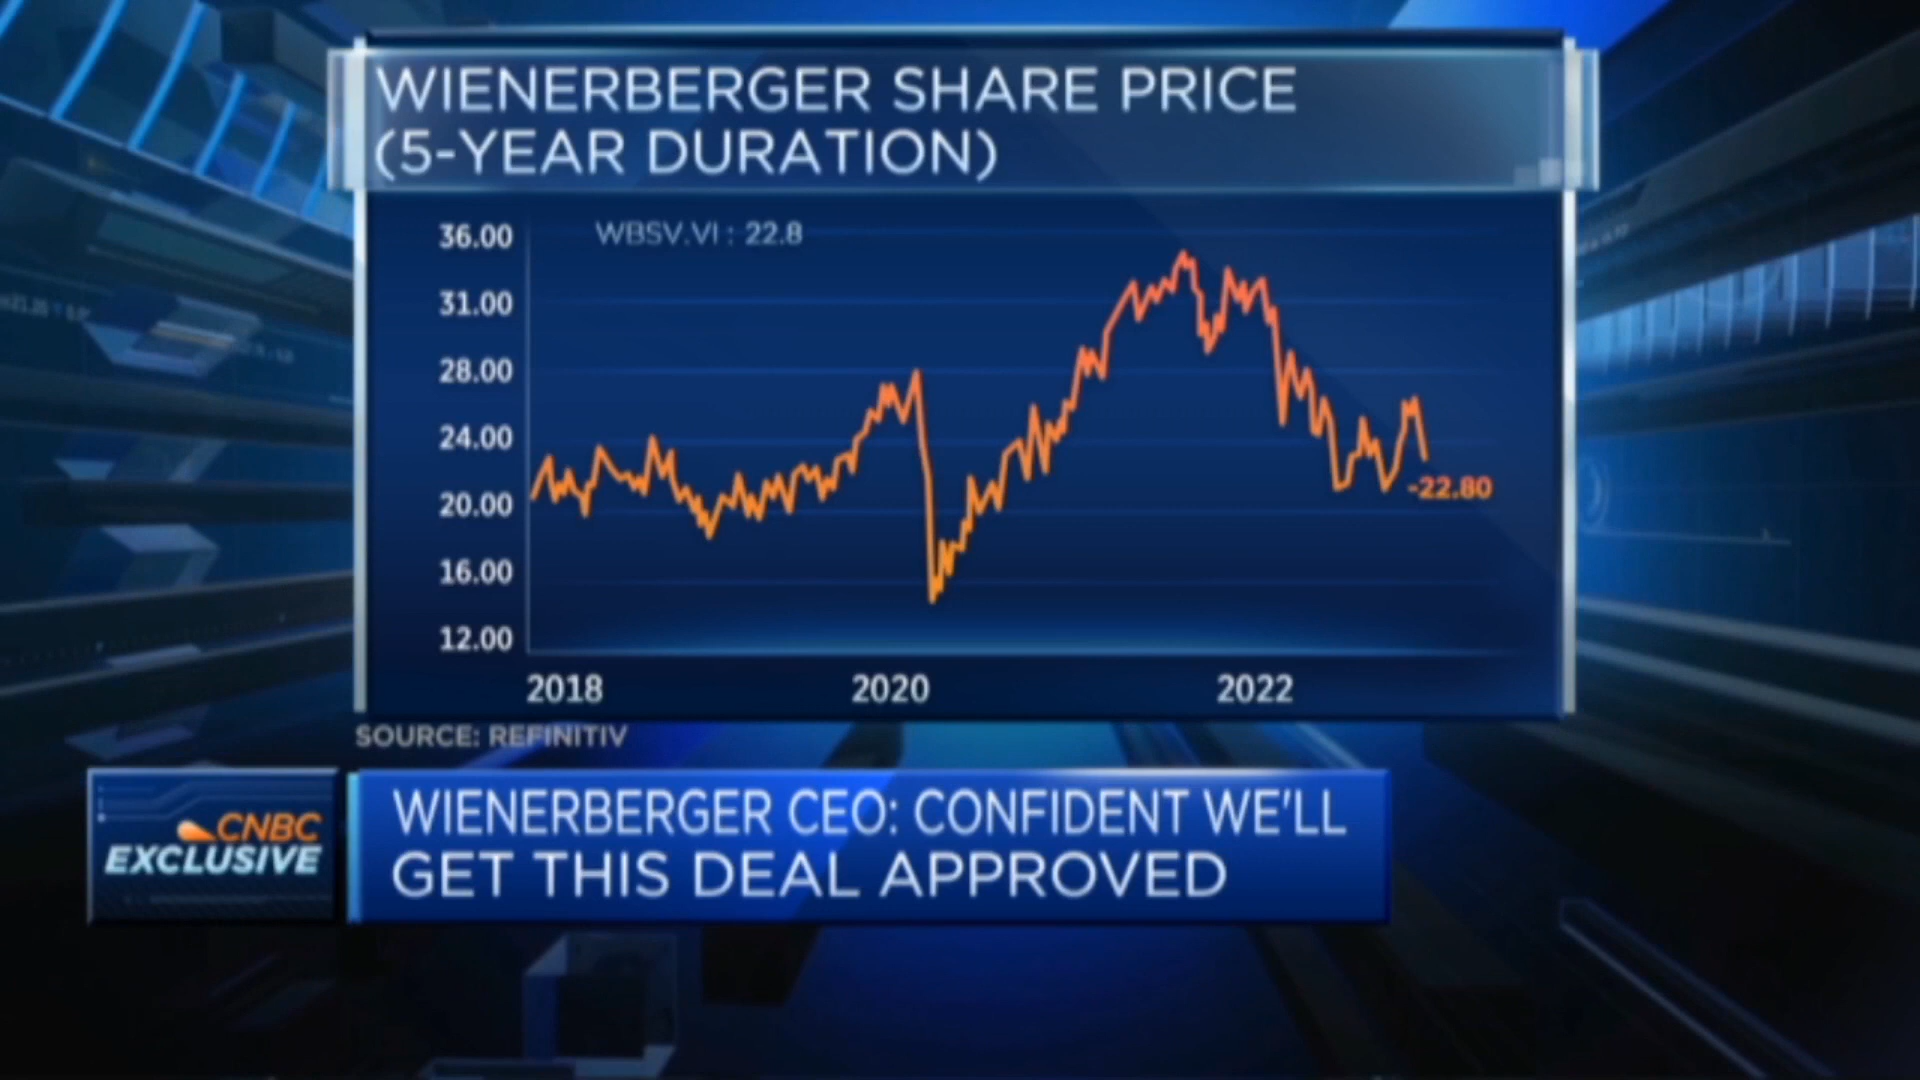 WIENERBERGER SHARE PRICE
(5-YEAR DURATION)
WBSV.VI : 22.8
36.00
31.00
28.00
24.00
20.00
16.00
12.00
-22.80
2018 2020 2022
SOURCE: REFINITIV
CNBC
EXCLUSIVE
WIENERBERGER CEO: CONFIDENT WE'LL
GET THIS DEAL APPROVED